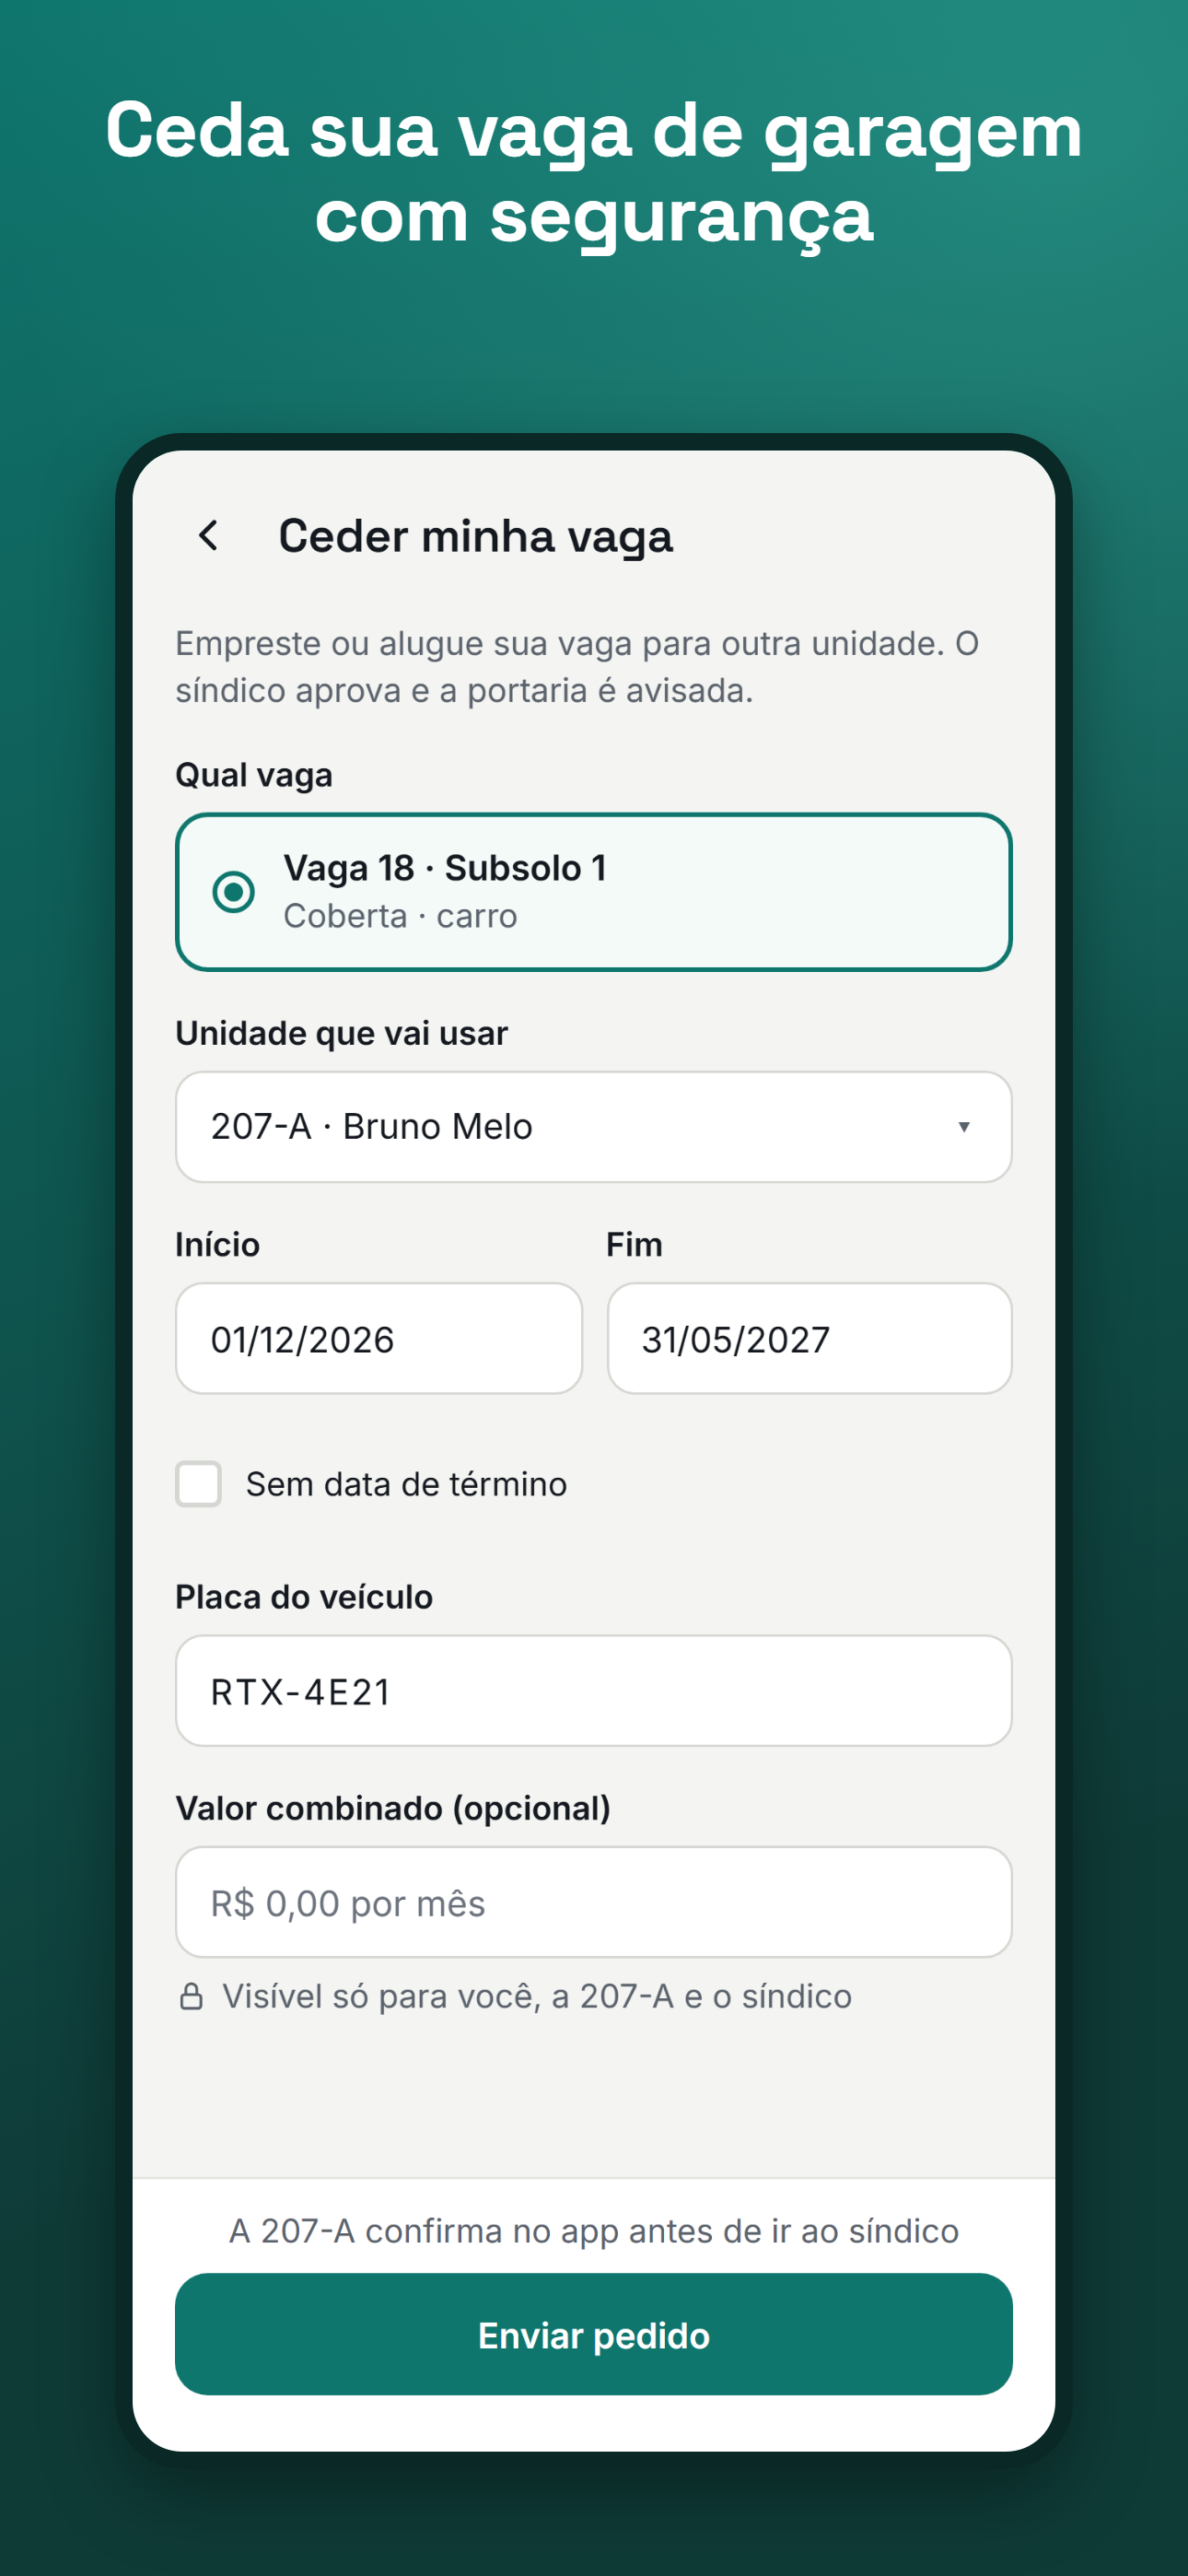 Ceda sua vaga de garagem
com segurança
Ceder minha vaga
Empreste ou alugue sua vaga para outra unidade. O
síndico aprova e a portaria é avisada.
Qual vaga
Vaga 18 · Subsolo 1
Coberta · carro
Unidade que vai usar
207-A · Bruno Melo
Início
Fim
01/12/2026
31/05/2027
Sem data de término
Placa do veículo
RTX-4E21
Valor combinado (opcional)
R$ 0,00 por mês
Visível só para você, a 207-A e o síndico
A 207-A confirma no app antes de ir ao síndico
Enviar pedido